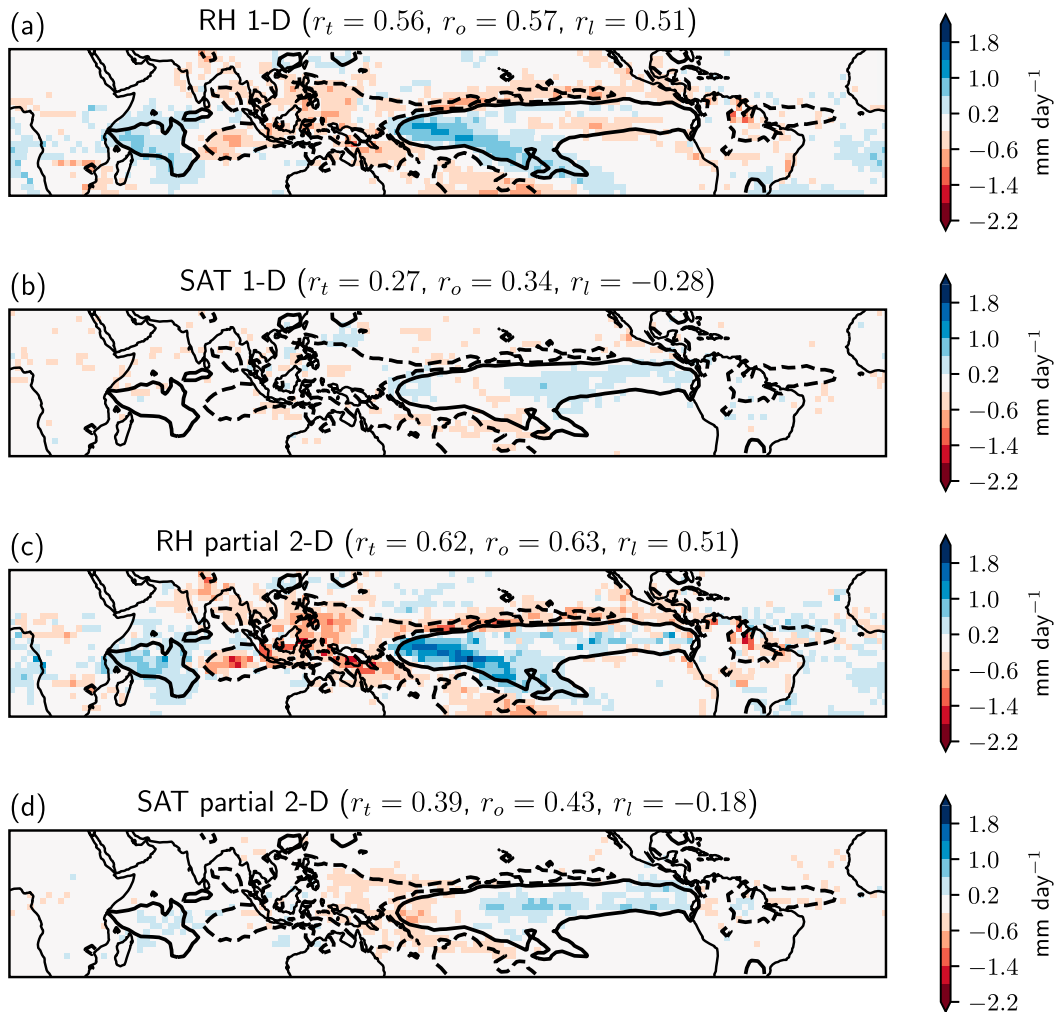 (a)
RH 1-D (r_t = 0.56, r_o = 0.57, r_l = 0.51)
1.8
1.0
0.2
−0.6
−1.4
−2.2
mm day⁻¹
(b)
SAT 1-D (r_t = 0.27, r_o = 0.34, r_l = −0.28)
1.8
1.0
0.2
−0.6
−1.4
−2.2
mm day⁻¹
(c)
RH partial 2-D (r_t = 0.62, r_o = 0.63, r_l = 0.51)
1.8
1.0
0.2
−0.6
−1.4
−2.2
mm day⁻¹
(d)
SAT partial 2-D (r_t = 0.39, r_o = 0.43, r_l = −0.18)
1.8
1.0
0.2
−0.6
−1.4
−2.2
mm day⁻¹